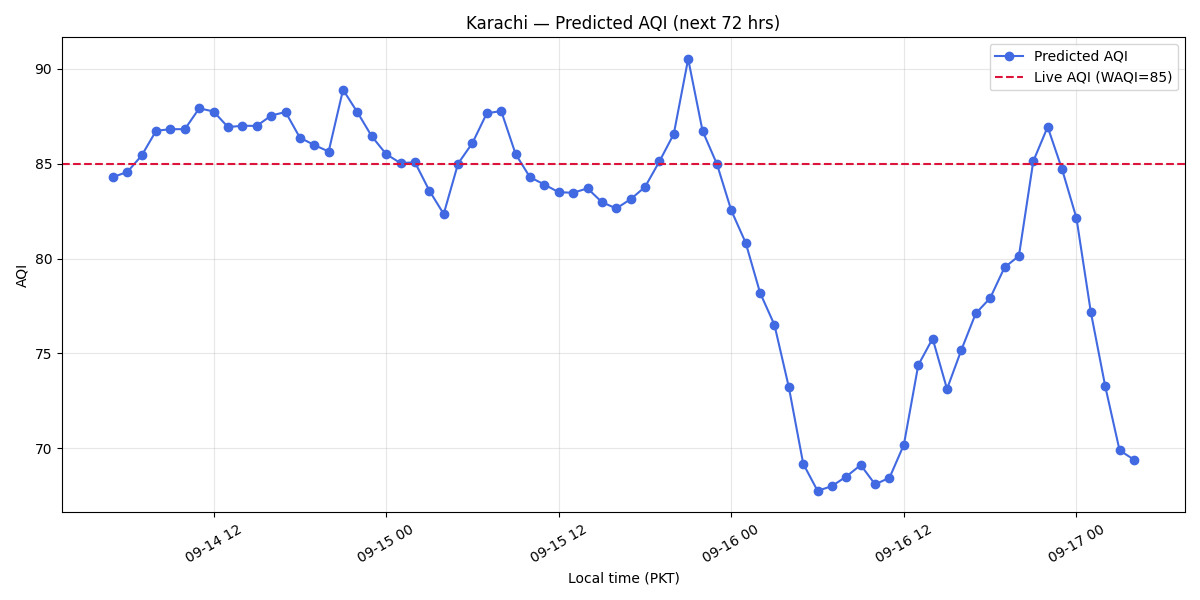 Karachi — Predicted AQI (next 72 hrs)
Predicted AQI
Live AQI (WAQI=85)
AQI
90
85
80
75
70
09-14 12
09-15 00
09-15 12
09-16 00
09-16 12
09-17 00
Local time (PKT)